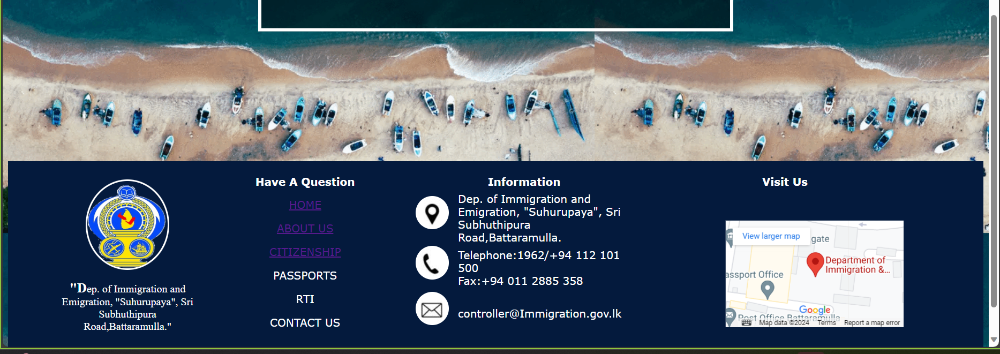 Have A Question
HOME
ABOUT US
CITIZENSHIP
PASSPORTS
RTI
CONTACT US
"Dep. of Immigration and
Emigration, "Suhurupaya", Sri
Subhuthipura
Road,Battaramulla."
Information
Dep. of Immigration and
Emigration, "Suhurupaya", Sri
Subhuthipura
Road,Battaramulla.
Telephone:1962/+94 112 101
500
Fax:+94 011 2885 358
controller@Immigration.gov.lk
Visit Us
View larger map
gate
Department of
Immigration &...
assport Office
Google
Post Office Battaramulla
Map data ©2024 Terms Report a map error